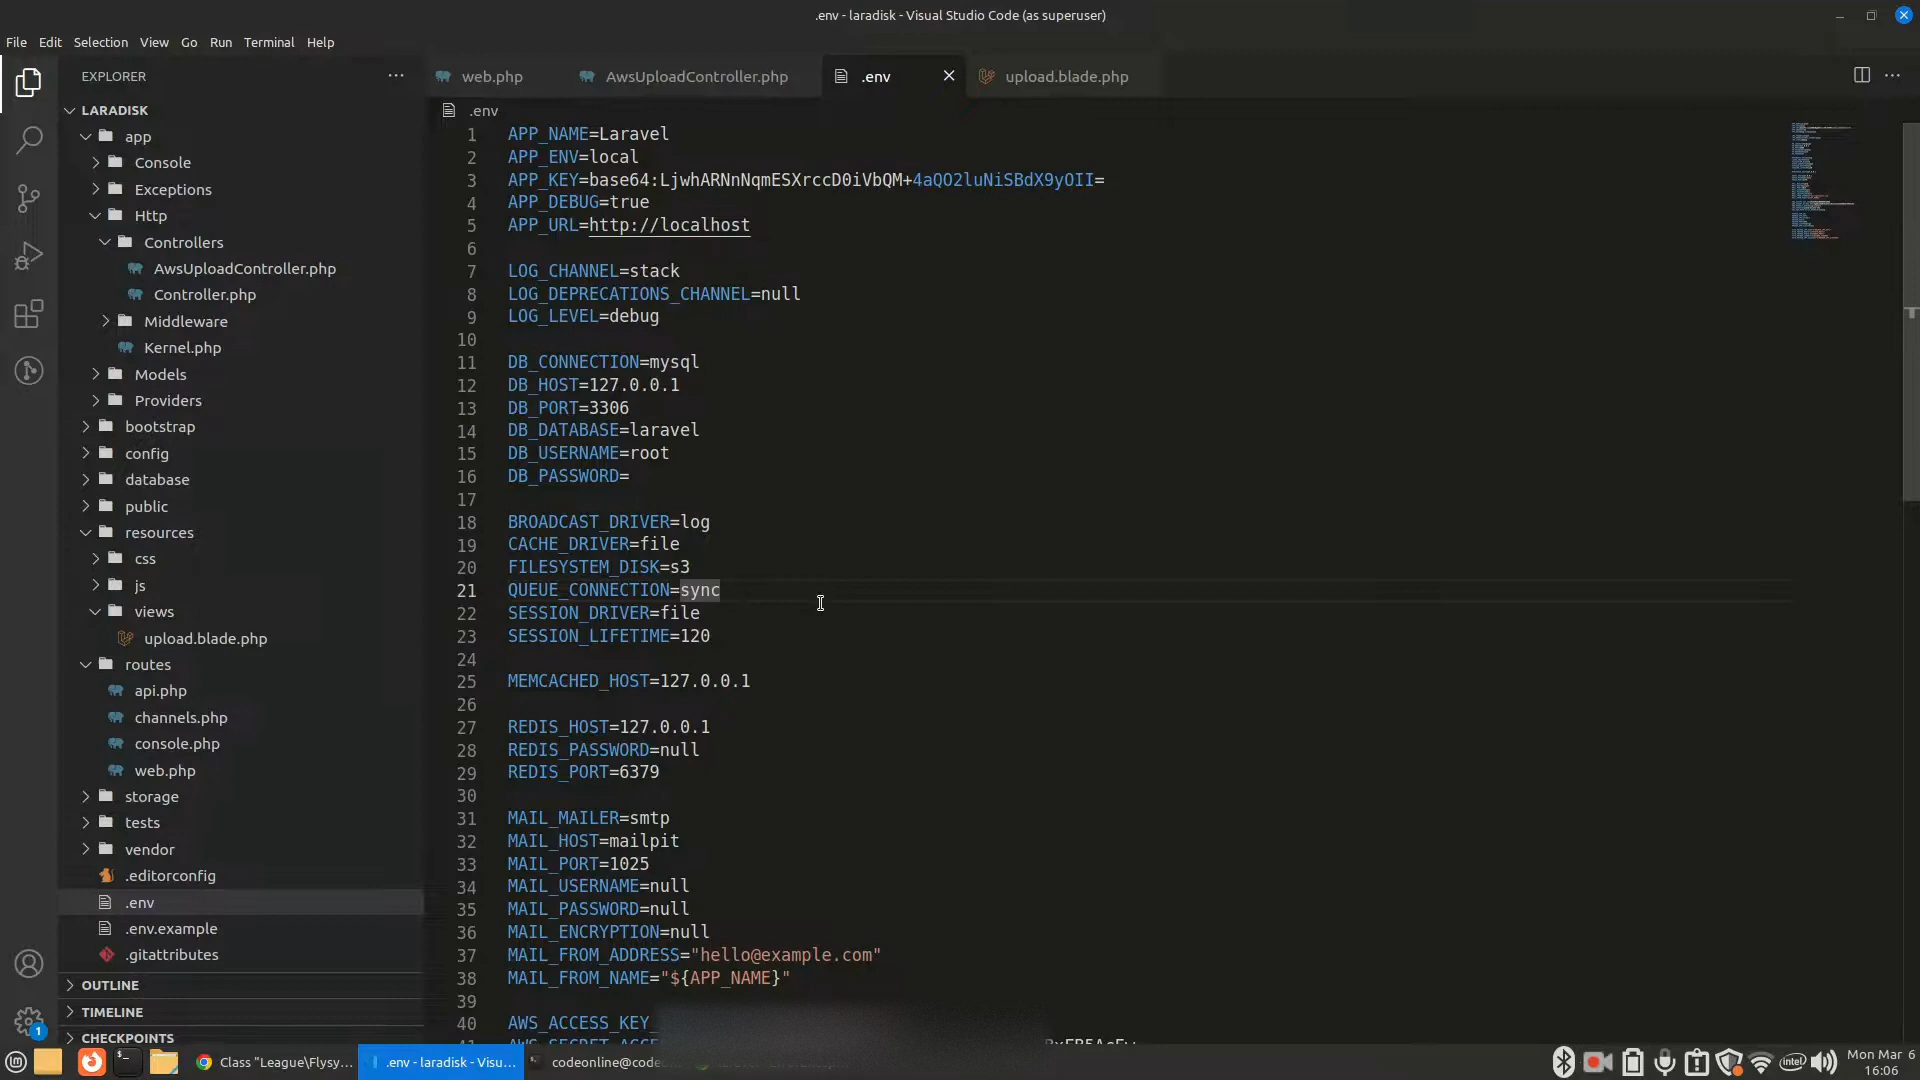 .env - laradisk - Visual Studio Code (as superuser)
File Edit Selection View Go Run Terminal Help
EXPLORER
web.php
AwsUploadController.php
.env
upload.blade.php
LARADISK
app
Console
Exceptions
Http
Controllers
AwsUploadController.php
Controller.php
Middleware
Kernel.php
Models
Providers
bootstrap
config
database
public
resources
css
js
views
upload.blade.php
routes
api.php
channels.php
console.php
web.php
storage
tests
vendor
.editorconfig
.env
.env.example
.gitattributes
OUTLINE
TIMELINE
CHECKPOINTS
1
.env
1 APP_NAME=Laravel
2 APP_ENV=local
3 APP_KEY=base64:LjwhARNnNqmESXrccD0iVbQM+4aQO2luNiSBdX9yOII=
4 APP_DEBUG=true
5 APP_URL=http://localhost
6
7 LOG_CHANNEL=stack
8 LOG_DEPRECATIONS_CHANNEL=null
9 LOG_LEVEL=debug
10
11 DB_CONNECTION=mysql
12 DB_HOST=127.0.0.1
13 DB_PORT=3306
14 DB_DATABASE=laravel
15 DB_USERNAME=root
16 DB_PASSWORD=
17
18 BROADCAST_DRIVER=log
19 CACHE_DRIVER=file
20 FILESYSTEM_DISK=s3
21 QUEUE_CONNECTION=sync
22 SESSION_DRIVER=file
23 SESSION_LIFETIME=120
24
25 MEMCACHED_HOST=127.0.0.1
26
27 REDIS_HOST=127.0.0.1
28 REDIS_PASSWORD=null
29 REDIS_PORT=6379
30
31 MAIL_MAILER=smtp
32 MAIL_HOST=mailpit
33 MAIL_PORT=1025
34 MAIL_USERNAME=null
35 MAIL_PASSWORD=null
36 MAIL_ENCRYPTION=null
37 MAIL_FROM_ADDRESS="hello@example.com"
38 MAIL_FROM_NAME="${APP_NAME}"
39
40 AWS_ACCESS_KEY_
Class "League\Flysy...
.env - laradisk - Visu...
codeonline@code
intel
Mon Mar 6
16:06